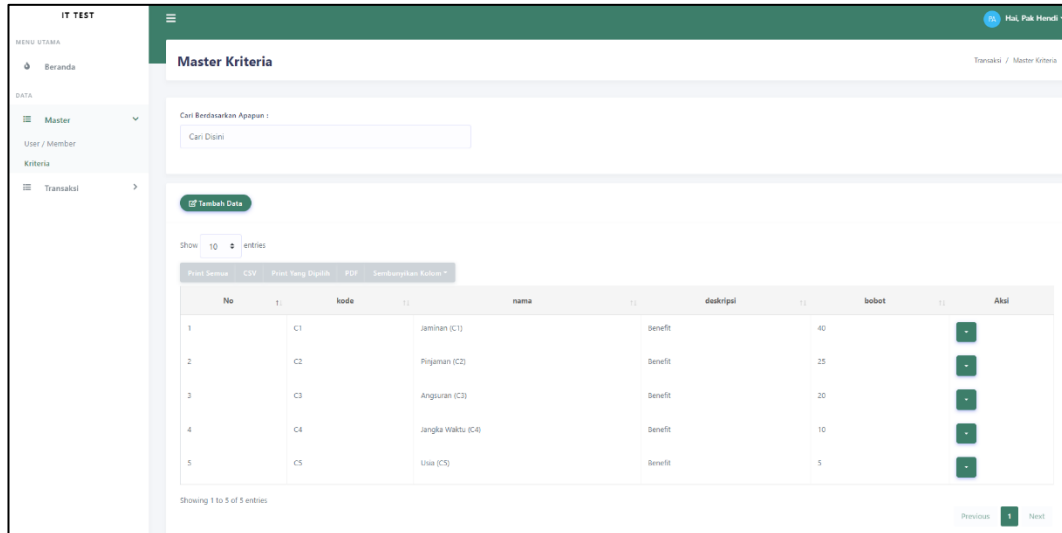 IT TEST
PA Hai, Pak Hendi
MENU UTAMA
Beranda
DATA
Master
User / Member
Kriteria
Transaksi
Master Kriteria
Transaksi / Master Kriteria
Cari Berdasarkan Apapun :
Cari Disini
Tambah Data
Show 10 entries
Print Semua CSV Print Yang Dipilih PDF Sembunyikan Kolom
No kode nama deskripsi bobot Aksi
1 C1 Jaminan (C1) Benefit 40
2 C2 Pinjaman (C2) Benefit 25
3 C3 Angsuran (C3) Benefit 20
4 C4 Jangka Waktu (C4) Benefit 10
5 C5 Usia (C5) Benefit 5
Showing 1 to 5 of 5 entries
Previous 1 Next